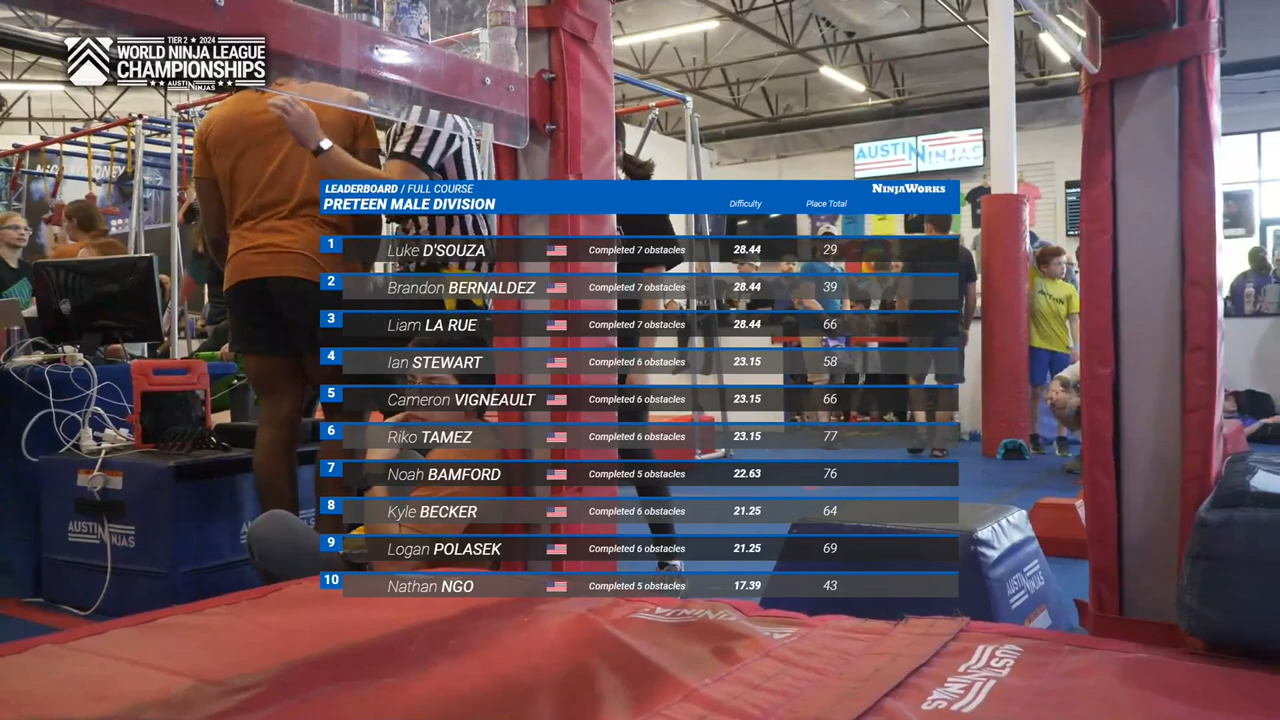 TIER 2 ★ 2024
WORLD NINJA LEAGUE
CHAMPIONSHIPS
AUSTIN NINJAS
AUSTIN NINJAS
LEADERBOARD / FULL COURSE
PRETEEN MALE DIVISION
Difficulty
Place Total
NINJAWORKS
1 Luke D'SOUZA Completed 7 obstacles 28.44 29
2 Brandon BERNALDEZ Completed 7 obstacles 28.44 39
3 Liam LA RUE Completed 7 obstacles 28.44 66
4 Ian STEWART Completed 6 obstacles 23.15 58
5 Cameron VIGNEAULT Completed 6 obstacles 23.15 66
6 Riko TAMEZ Completed 6 obstacles 23.15 77
7 Noah BAMFORD Completed 5 obstacles 22.63 76
8 Kyle BECKER Completed 6 obstacles 21.25 64
9 Logan POLASEK Completed 6 obstacles 21.25 69
10 Nathan NGO Completed 5 obstacles 17.39 43
AUSTIN NINJAS
AUSTIN NINJAS
AUSTIN NINJAS